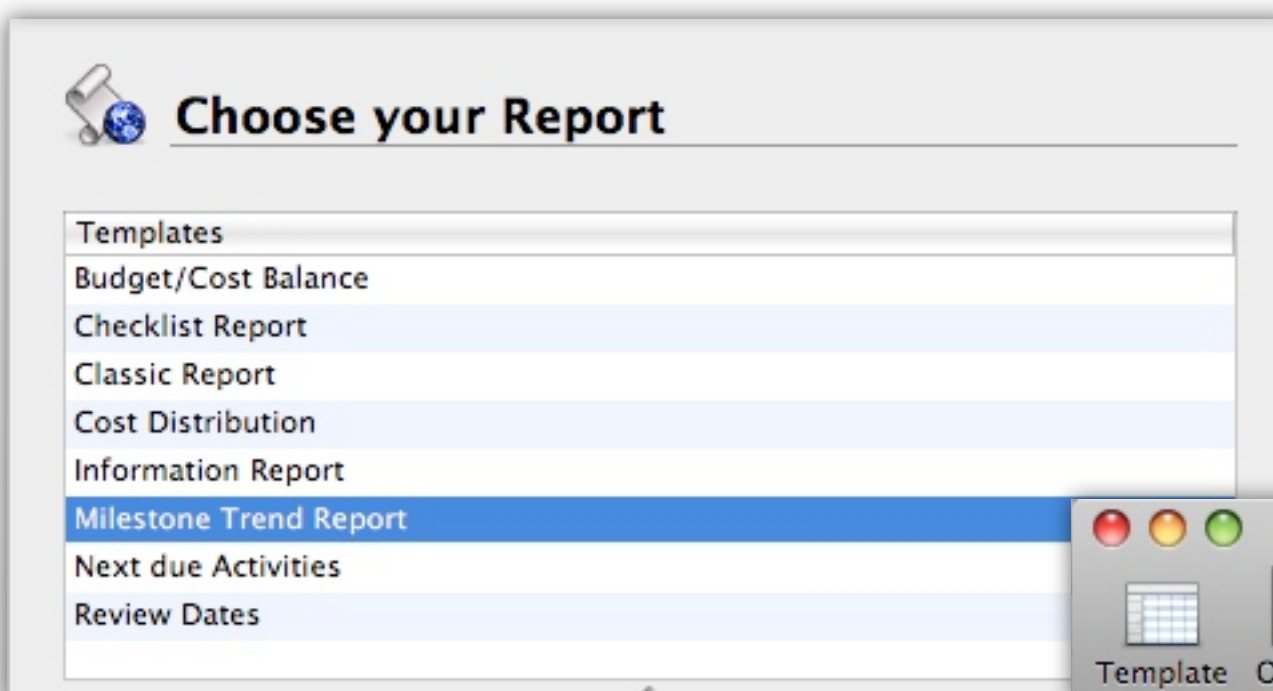 Choose your Report
Templates
Budget/Cost Balance
Checklist Report
Classic Report
Cost Distribution
Information Report
Milestone Trend Report
Next due Activities
Review Dates
Template